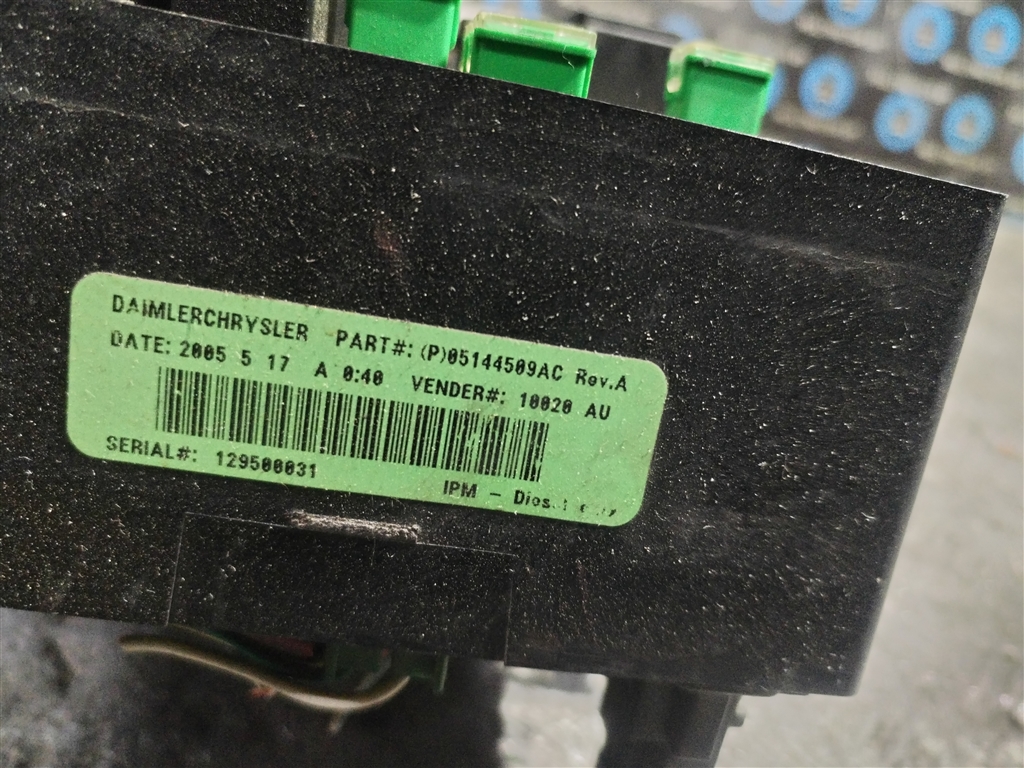 DAIMLERCHRYSLER PART#: (P)05144509AC Rev.A
DATE: 2005 5 17 A 0:40 VENDER#: 10020 AU
SERIAL#: 129500031
IPM -